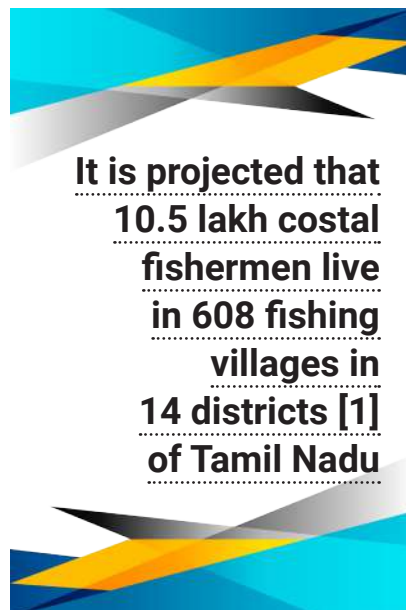 It is projected that
10.5 lakh costal
fishermen live
in 608 fishing
villages in
14 districts [1]
of Tamil Nadu